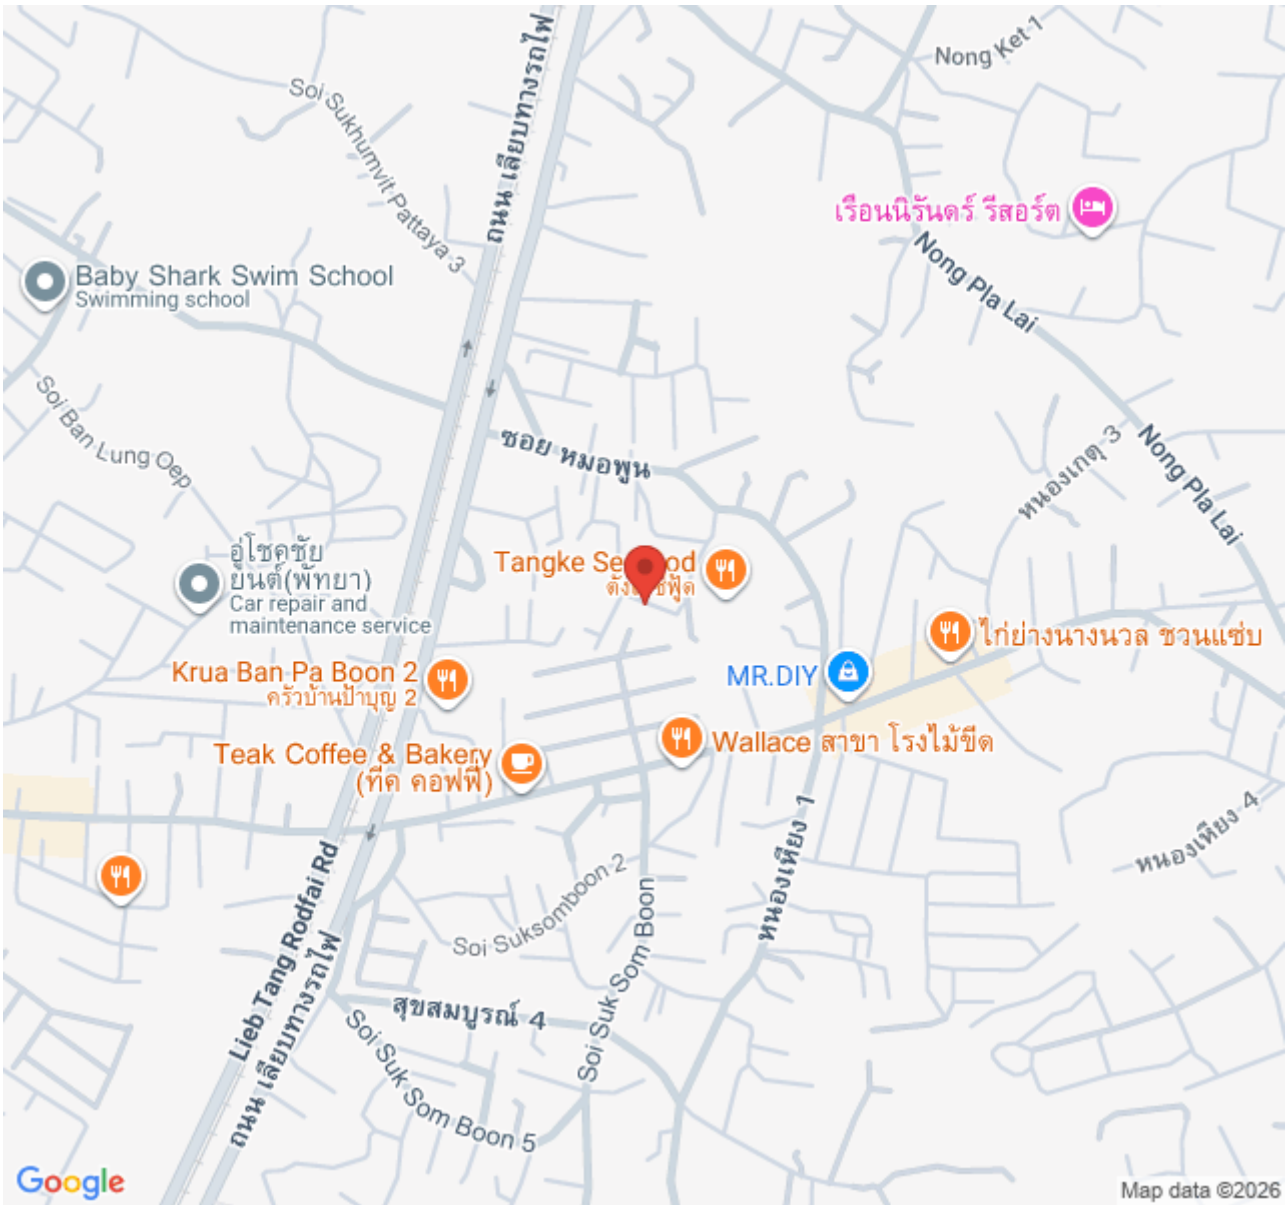 Nong Ket 1
Soi Sukhumvit Pattaya 3
ถนน เลียบทางรถไฟ
เรือนนิรันดร์ รีสอร์ต
Nong Pla Lai
Baby Shark Swim School
Swimming school
Soi Ban Lung Oep
ซอย หมอพูน
หนองเกตุ 3
Nong Pla Lai
อู่โชคชัย
ยนต์(พัทยา)
Car repair and
maintenance service
Tangke Se ood
ตัง ซีฟู้ด
ไก่ย่างนางนวล ชวนแซ่บ
Krua Ban Pa Boon 2
ครัวบ้านป้าบุญ 2
MR.DIY
Wallace สาขา โรงไม้ขีด
Teak Coffee & Bakery
(ทีค คอฟฟี่)
หนองเหียง 1
หนองเหียง 4
Lieb Tang Rodfai Rd
ถนน เลียบทางรถไฟ
Soi Suksomboon 2
Soi Suk Som Boon
สุขสมบูรณ์ 4
Soi Suk Som Boon 5
Google
Map data ©2026